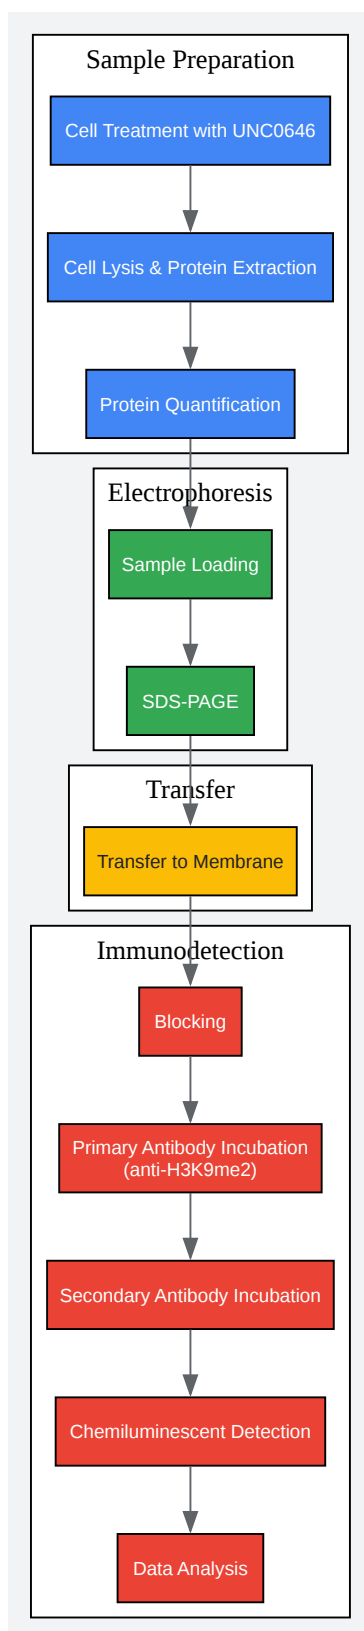 Sample Preparation
Cell Treatment with UNC0646
Cell Lysis & Protein Extraction
Protein Quantification
Electrophoresis
Sample Loading
SDS-PAGE
Transfer
Transfer to Membrane
Immunodetection
Blocking
Primary Antibody Incubation
(anti-H3K9me2)
Secondary Antibody Incubation
Chemiluminescent Detection
Data Analysis